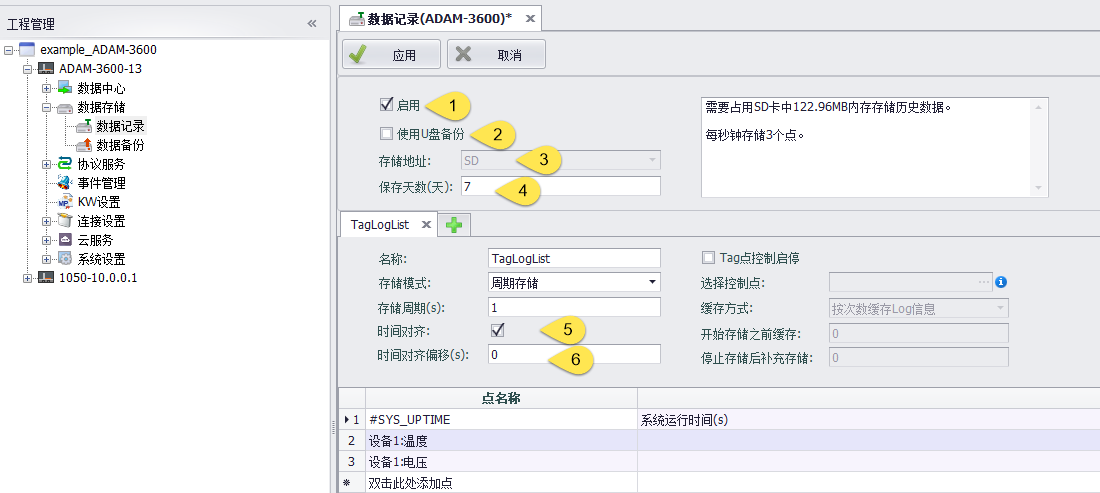 工程管理
example_ADAM-3600
ADAM-3600-13
数据中心
数据存储
数据记录
数据备份
协议服务
事件管理
KW设置
连接设置
云服务
系统设置
1050-10.0.0.1
数据记录(ADAM-3600)*
应用 取消
启用 1
使用U盘备份 2
存储地址: SD 3
保存天数(天): 7 4
需要占用SD卡中122.96MB内存存储历史数据。
每秒钟存储3个点。
TagLogList
名称: TagLogList
存储模式: 周期存储
存储周期(s): 1
时间对齐: 5
时间对齐偏移(s): 0 6
Tag点控制启停
选择控制点: ...
缓存方式: 按次数缓存Log信息
开始存储之前缓存: 0
停止存储后补充存储: 0
点名称
1 #SYS_UPTIME 系统运行时间(s)
2 设备1:温度
3 设备1:电压
* 双击此处添加点